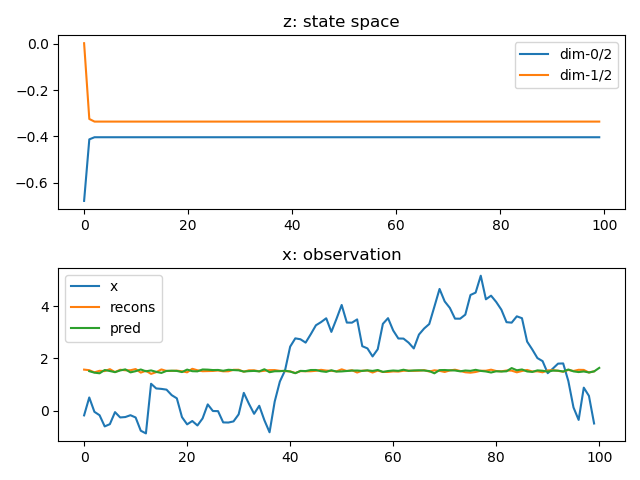 z: state space
0.0
−0.2
−0.4
−0.6
dim-0/2
dim-1/2
0 20 40 60 80 100
x: observation
4
2
0
x
recons
pred
0 20 40 60 80 100